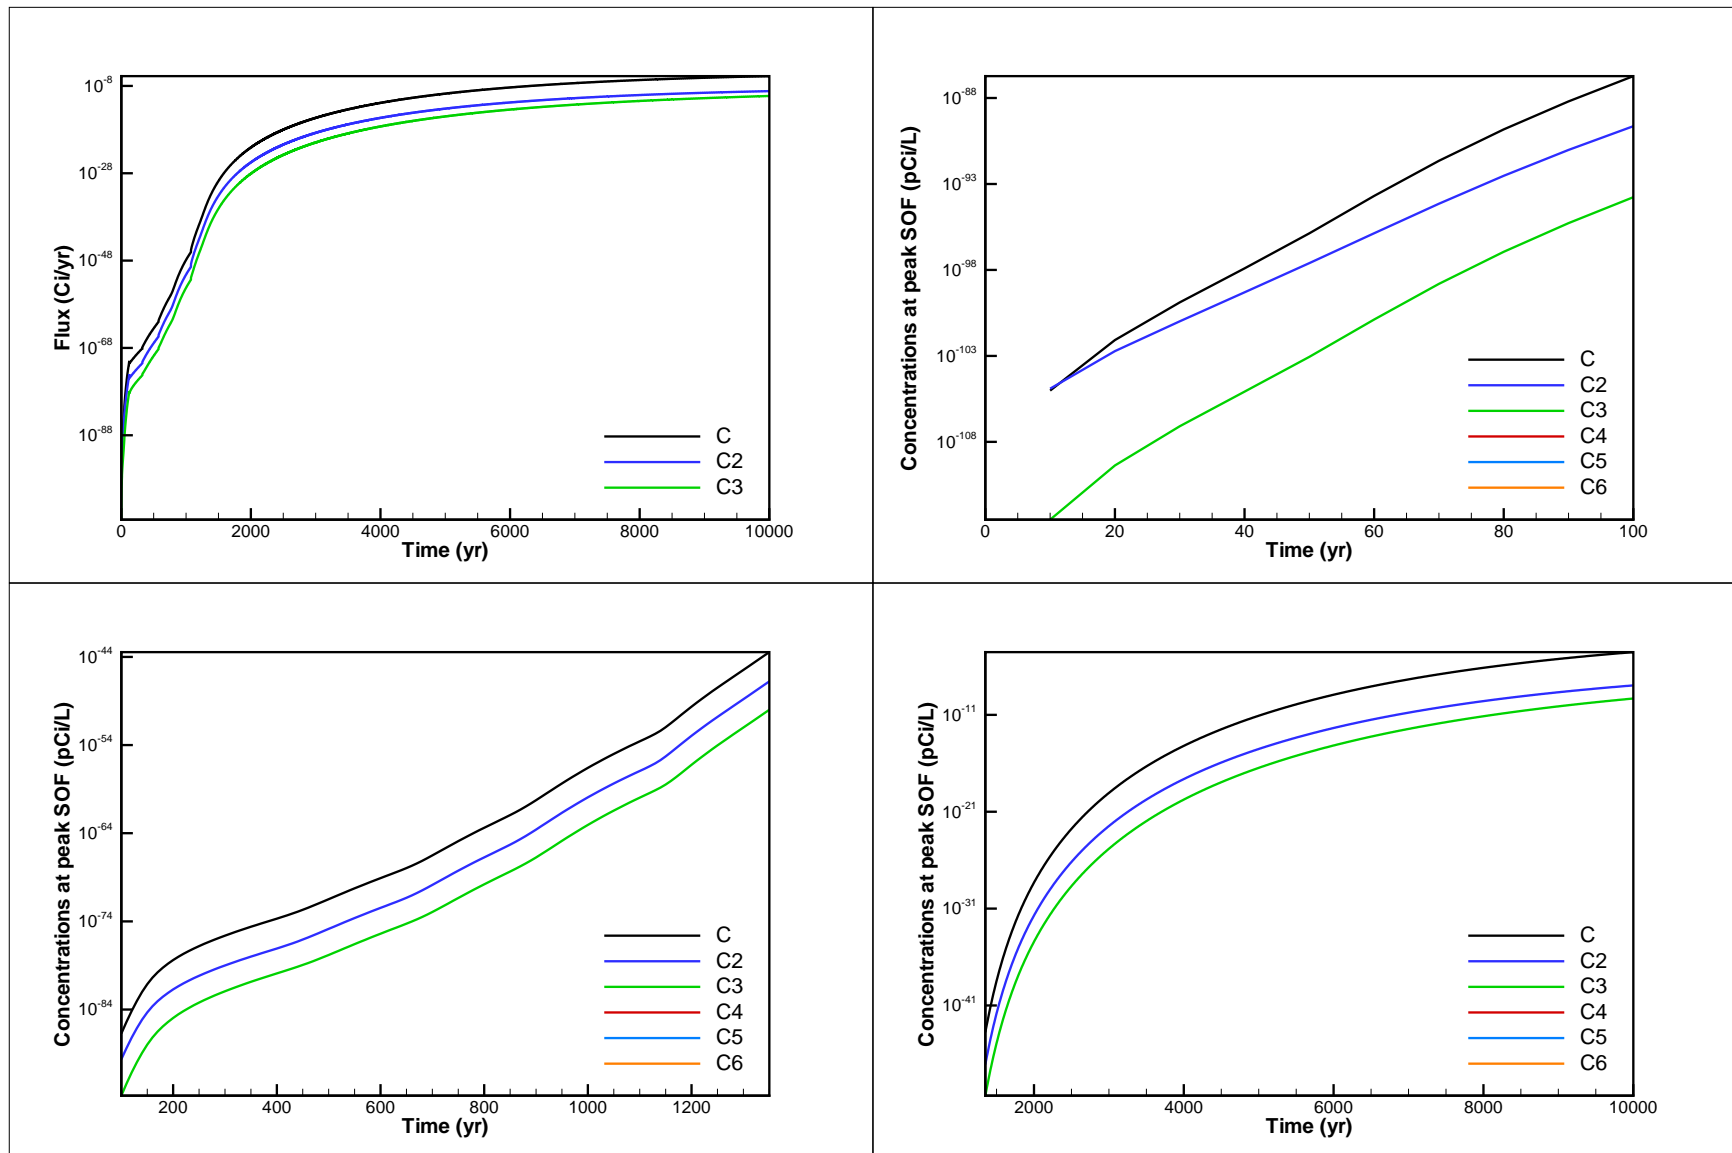 Flux (Ci/yr)
10^-8
10^-28
10^-48
10^-68
10^-88
C
C2
C3
0 2000 4000 6000 8000 10000
Time (yr)
Concentrations at peak SOF (pCi/L)
10^-88
10^-93
10^-98
10^-103
10^-108
C
C2
C3
C4
C5
C6
0 20 40 60 80 100
Time (yr)
Concentrations at peak SOF (pCi/L)
10^-44
10^-54
10^-64
10^-74
10^-84
C
C2
C3
C4
C5
C6
200 400 600 800 1000 1200
Time (yr)
Concentrations at peak SOF (pCi/L)
10^-11
10^-21
10^-31
10^-41
C
C2
C3
C4
C5
C6
2000 4000 6000 8000 10000
Time (yr)